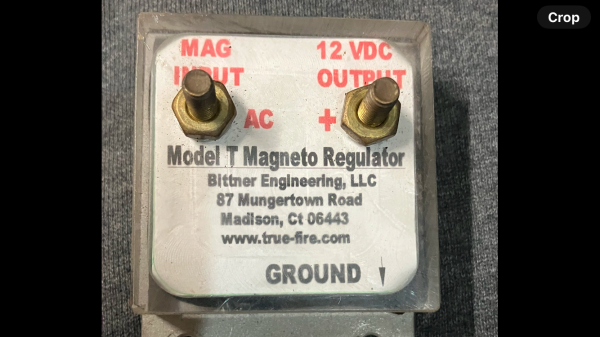 Crop
MAG 12 VDC
INPUT OUTPUT
AC +
Model T Magneto Regulator
Bittner Engineering, LLC
87 Mungertown Road
Madison, Ct 06443
www.true-fire.com
GROUND ↓